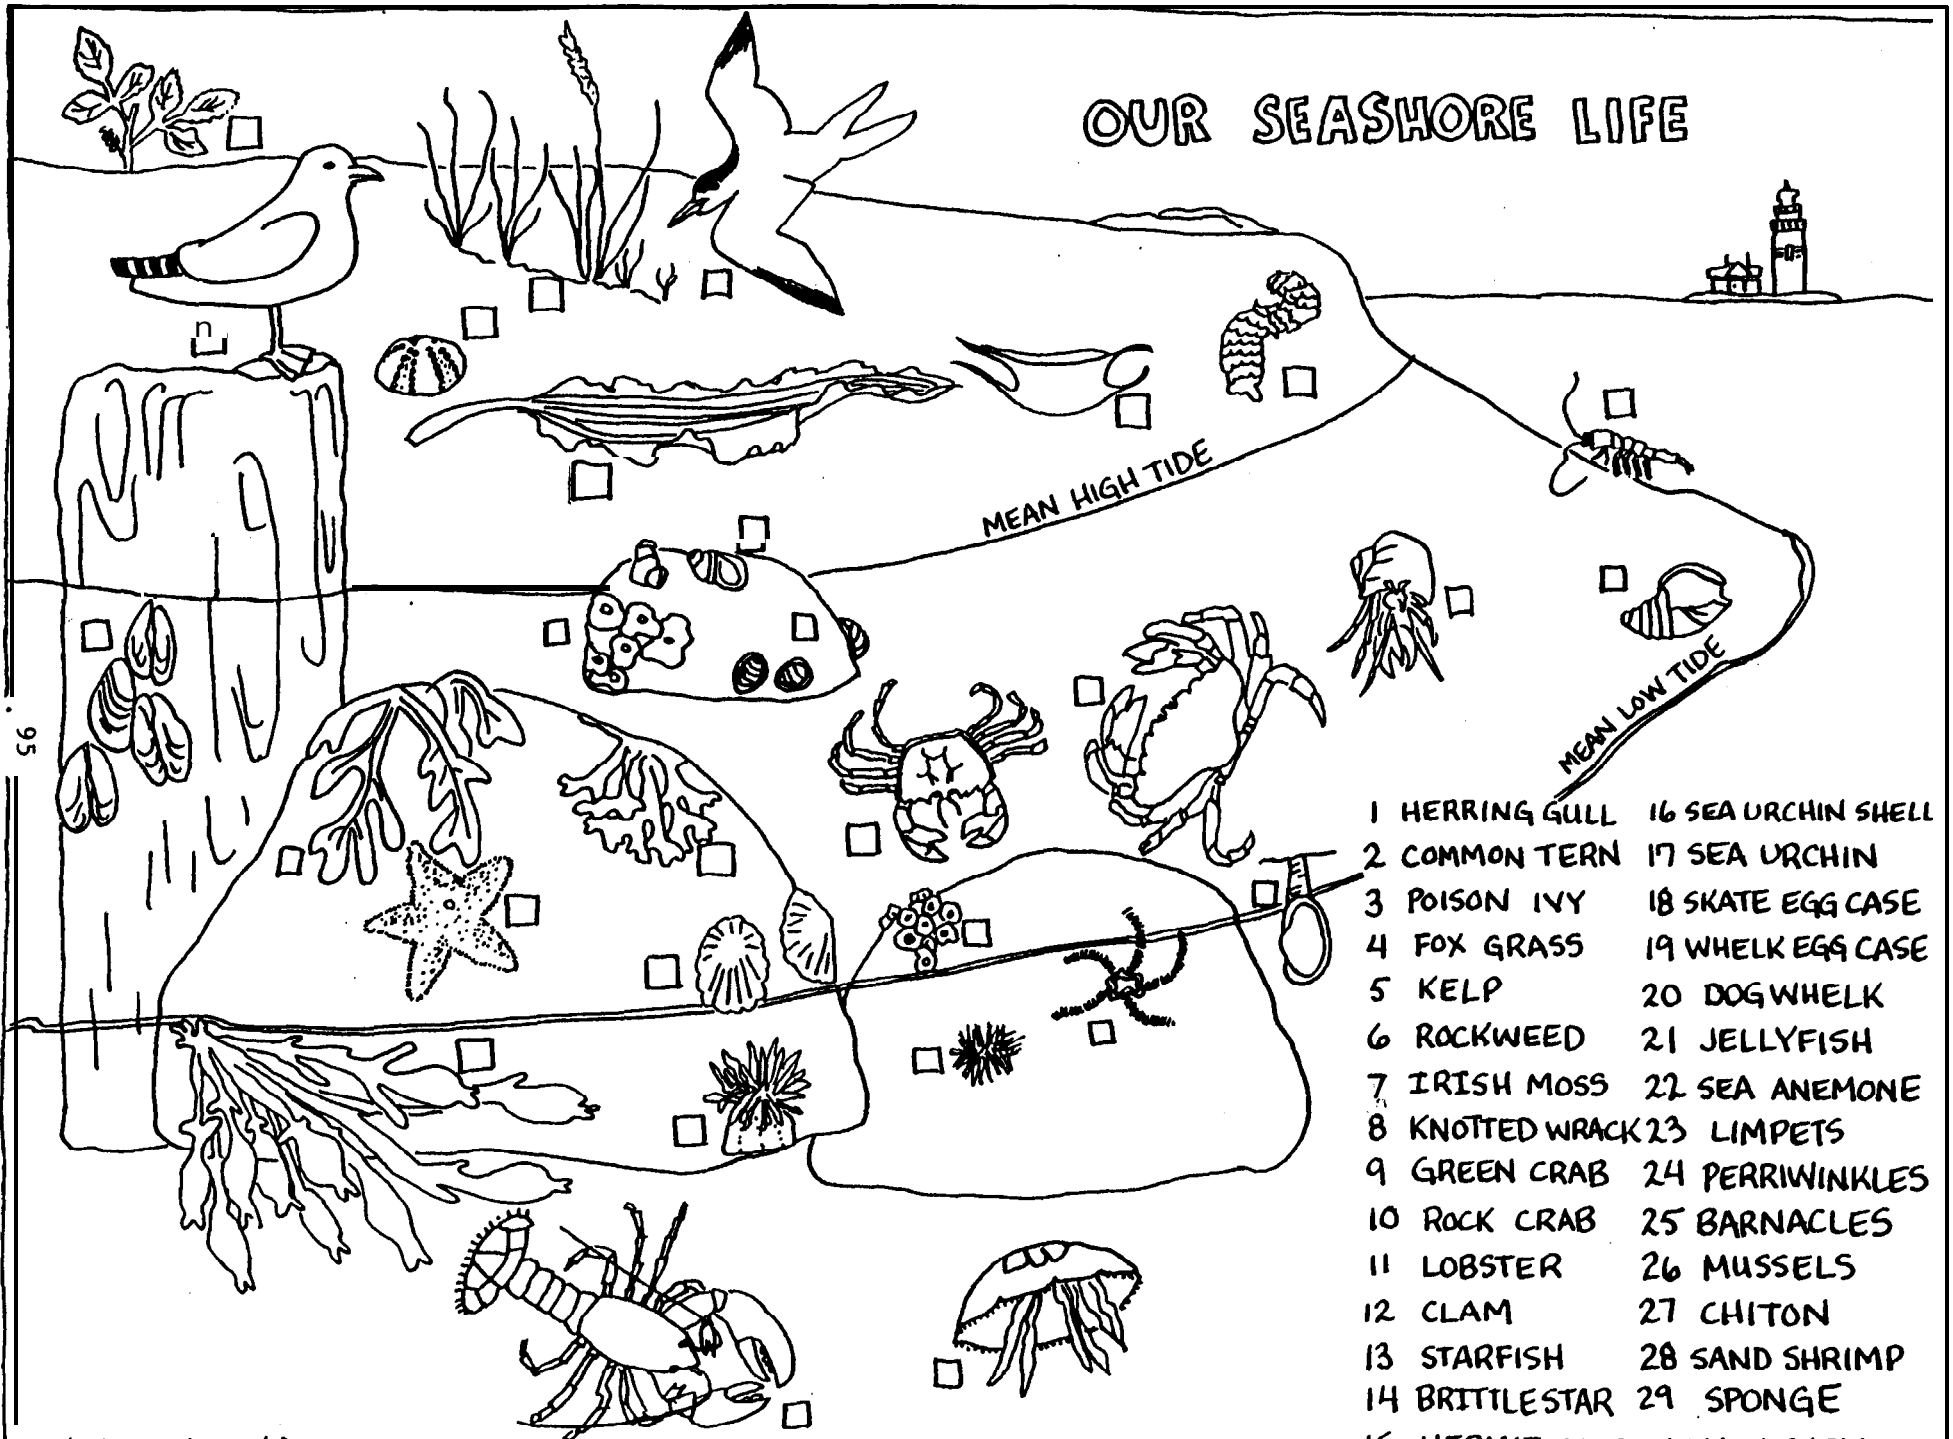 OUR SEASHORE LIFE
n
MEAN HIGH TIDE
MEAN LOW TIDE
95
1 HERRING GULL
2 COMMON TERN
3 POISON IVY
4 FOX GRASS
5 KELP
6 ROCKWEED
7 IRISH MOSS
8 KNOTTED WRACK
9 GREEN CRAB
10 ROCK CRAB
11 LOBSTER
12 CLAM
13 STARFISH
14 BRITTLESTAR
16 SEA URCHIN SHELL
17 SEA URCHIN
18 SKATE EGG CASE
19 WHELK EGG CASE
20 DOG WHELK
21 JELLYFISH
22 SEA ANEMONE
23 LIMPETS
24 PERRIWINKLES
25 BARNACLES
26 MUSSELS
27 CHITON
28 SAND SHRIMP
29 SPONGE